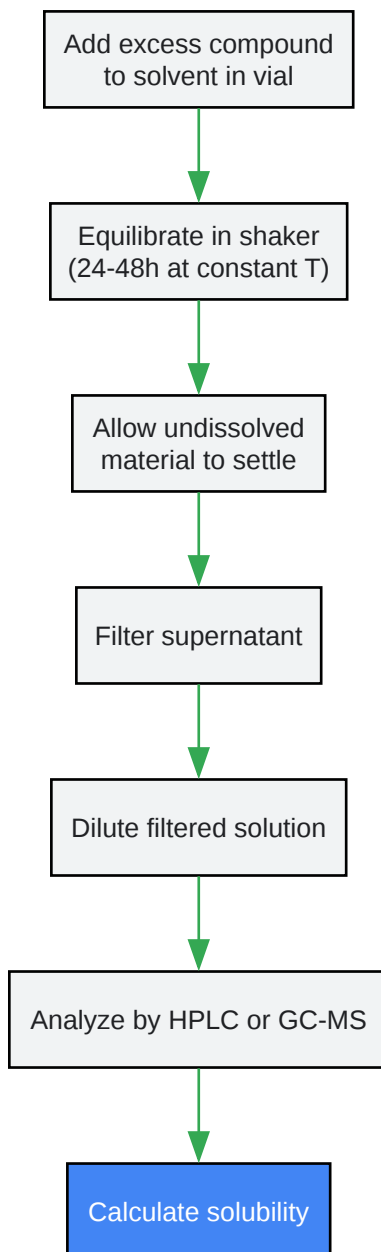 Add excess compound
to solvent in vial
Equilibrate in shaker
(24-48h at constant T)
Allow undissolved
material to settle
Filter supernatant
Dilute filtered solution
Analyze by HPLC or GC-MS
Calculate solubility